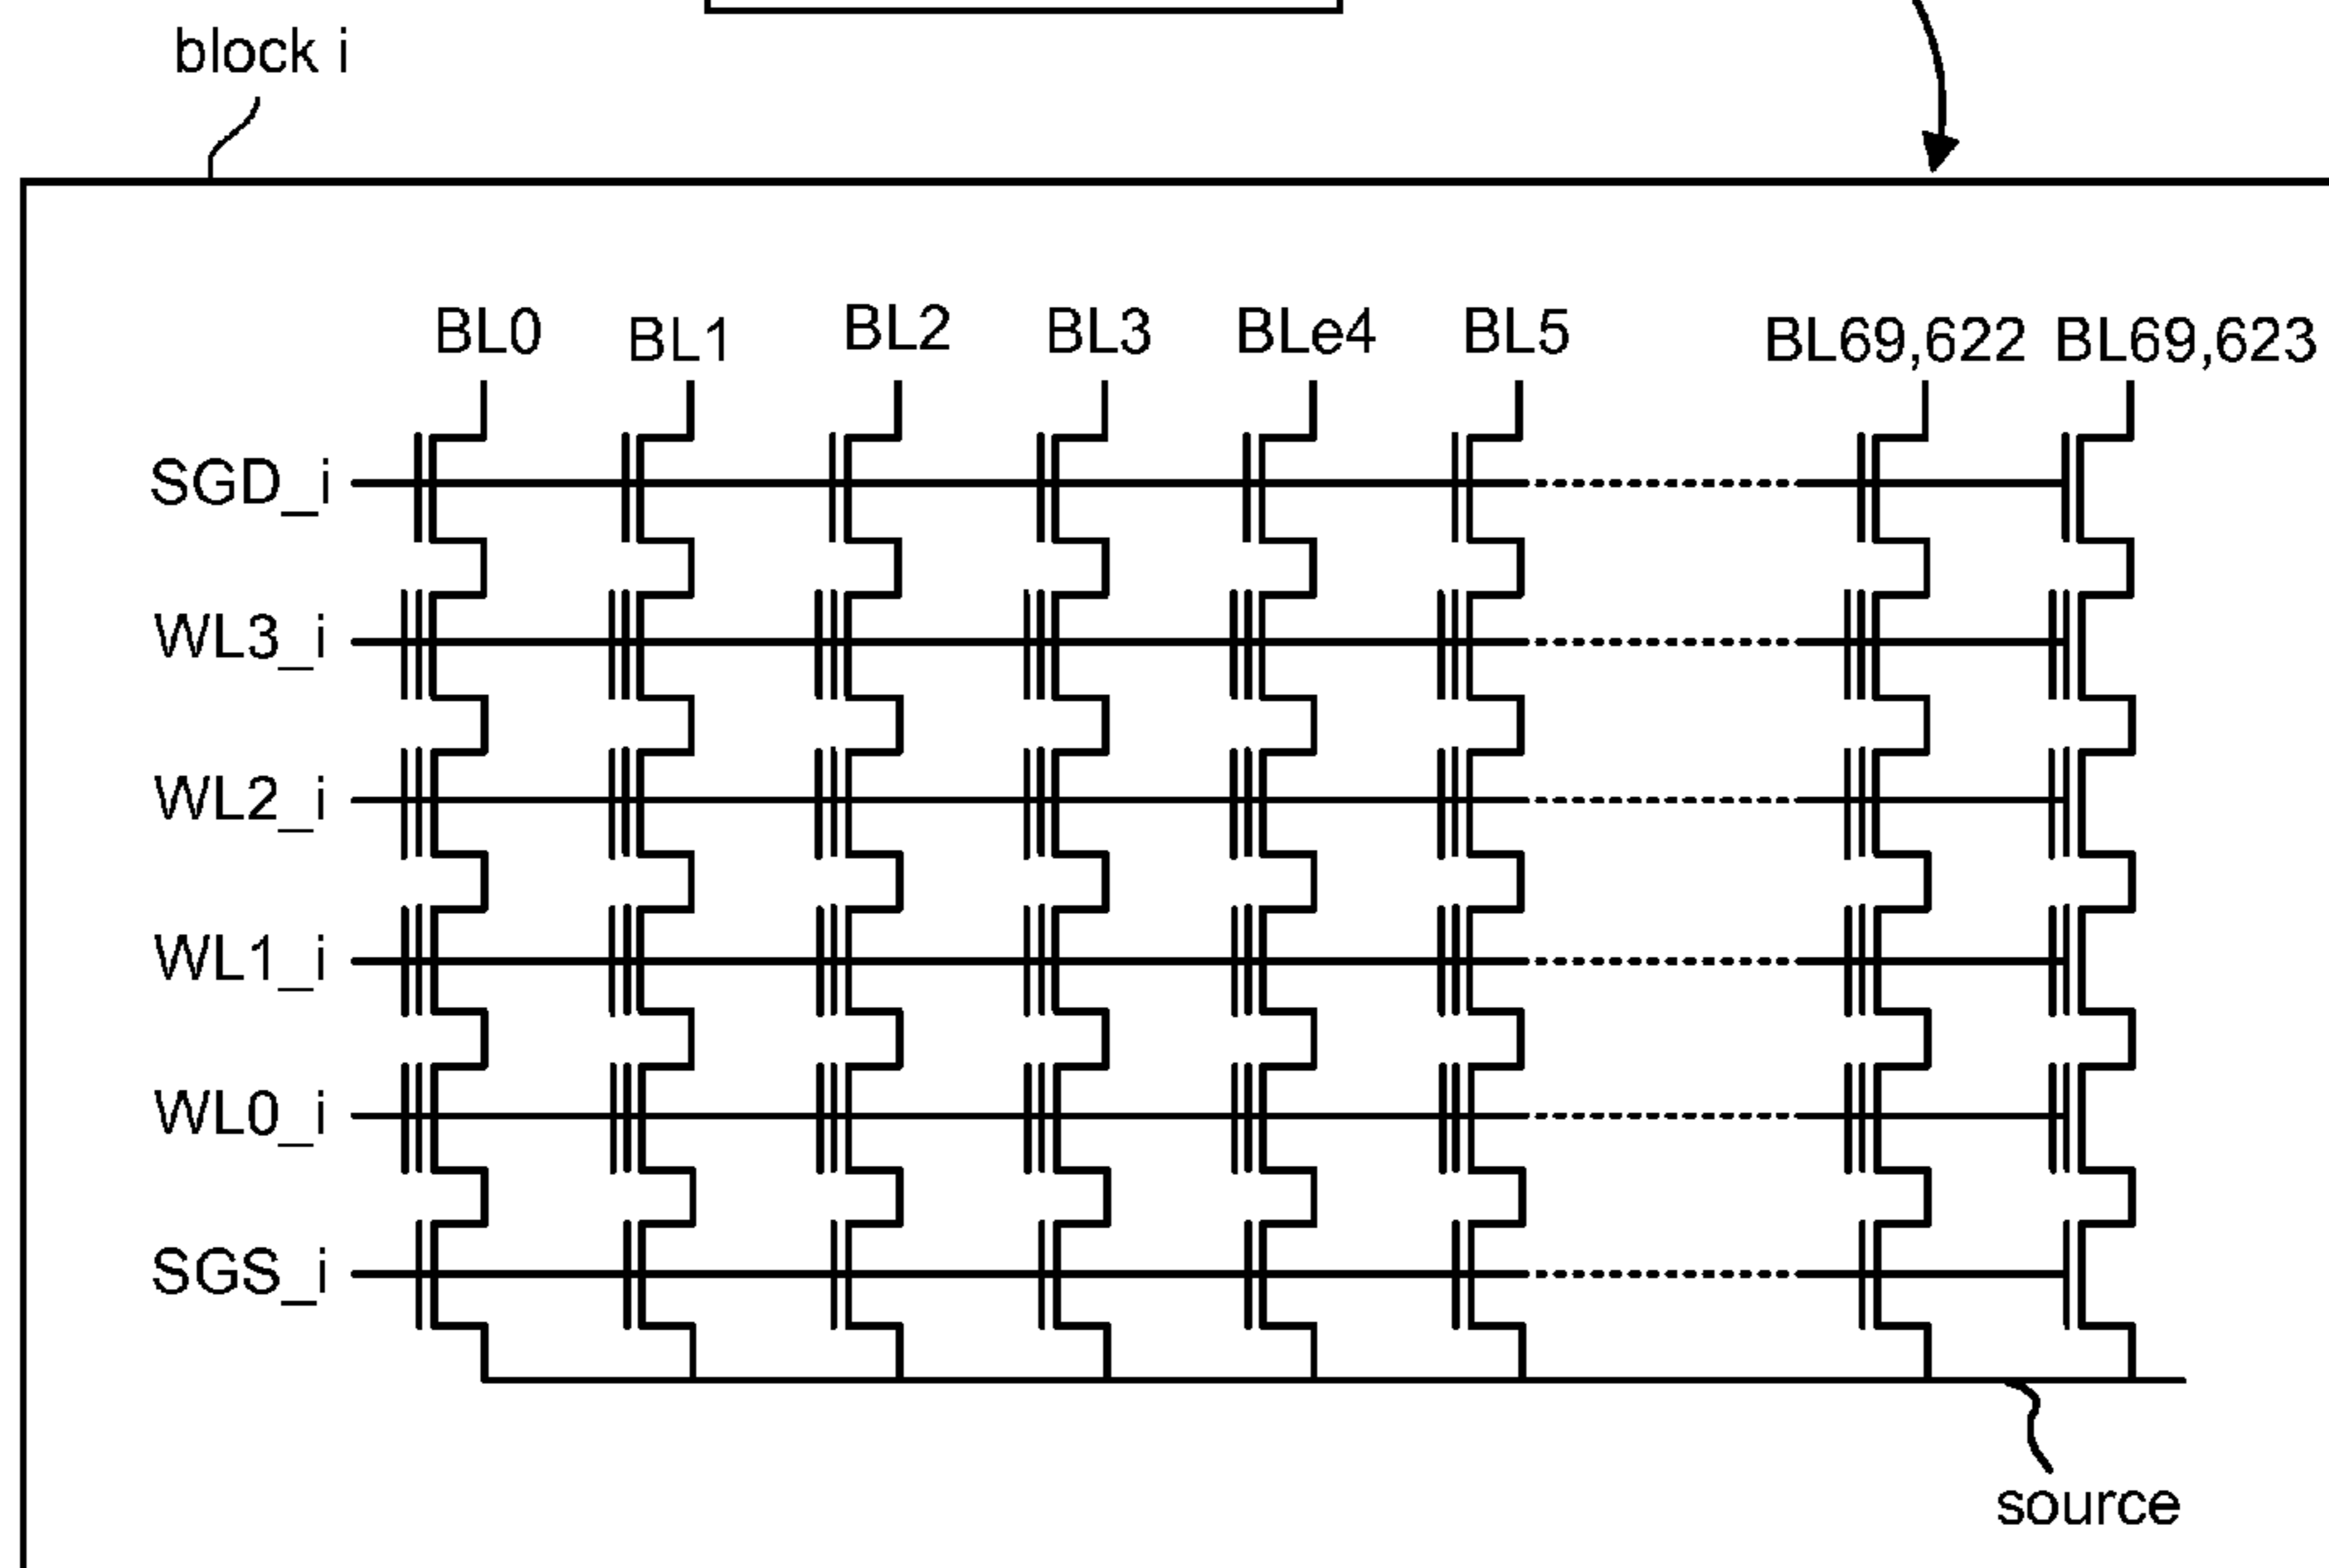 block i
BL0 BL1 BL2 BL3 BLe4 BL5 BL69,622 BL69,623
SGD_i
WL3_i
WL2_i
WL1_i
WL0_i
SGS_i
source